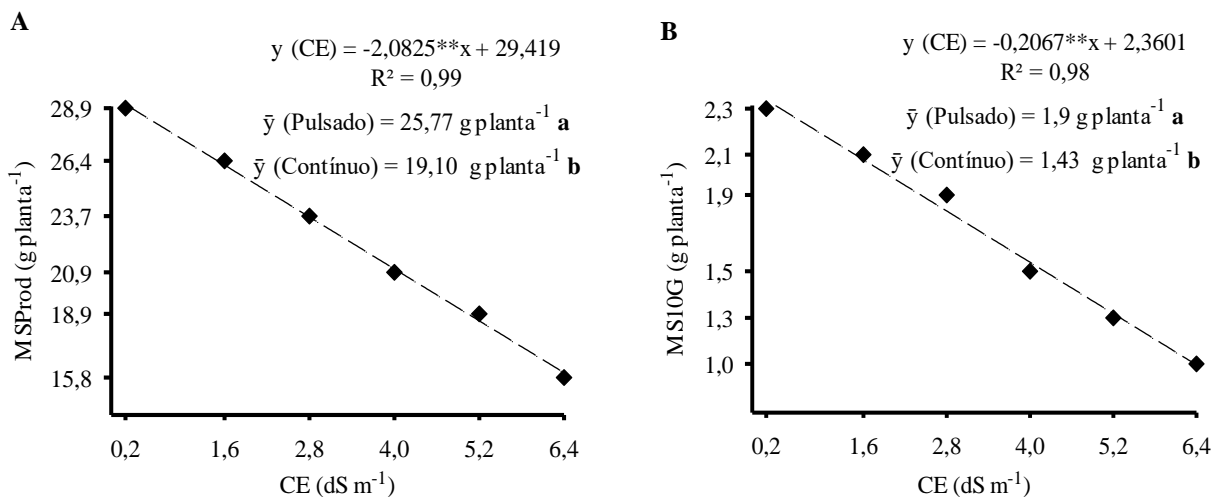 A
y (CE) = -2,0825**x + 29,419
R² = 0,99
ȳ (Pulsado) = 25,77 g planta⁻¹ a
ȳ (Contínuo) = 19,10 g planta⁻¹ b
MSProd (g planta⁻¹)
28,9
26,4
23,7
20,9
18,9
15,8
0,2 1,6 2,8 4,0 5,2 6,4
CE (dS m⁻¹)
B
y (CE) = -0,2067**x + 2,3601
R² = 0,98
ȳ (Pulsado) = 1,9 g planta⁻¹ a
ȳ (Contínuo) = 1,43 g planta⁻¹ b
MS10G (g planta⁻¹)
2,3
2,1
1,9
1,5
1,3
1,0
0,2 1,6 2,8 4,0 5,2 6,4
CE (dS m⁻¹)